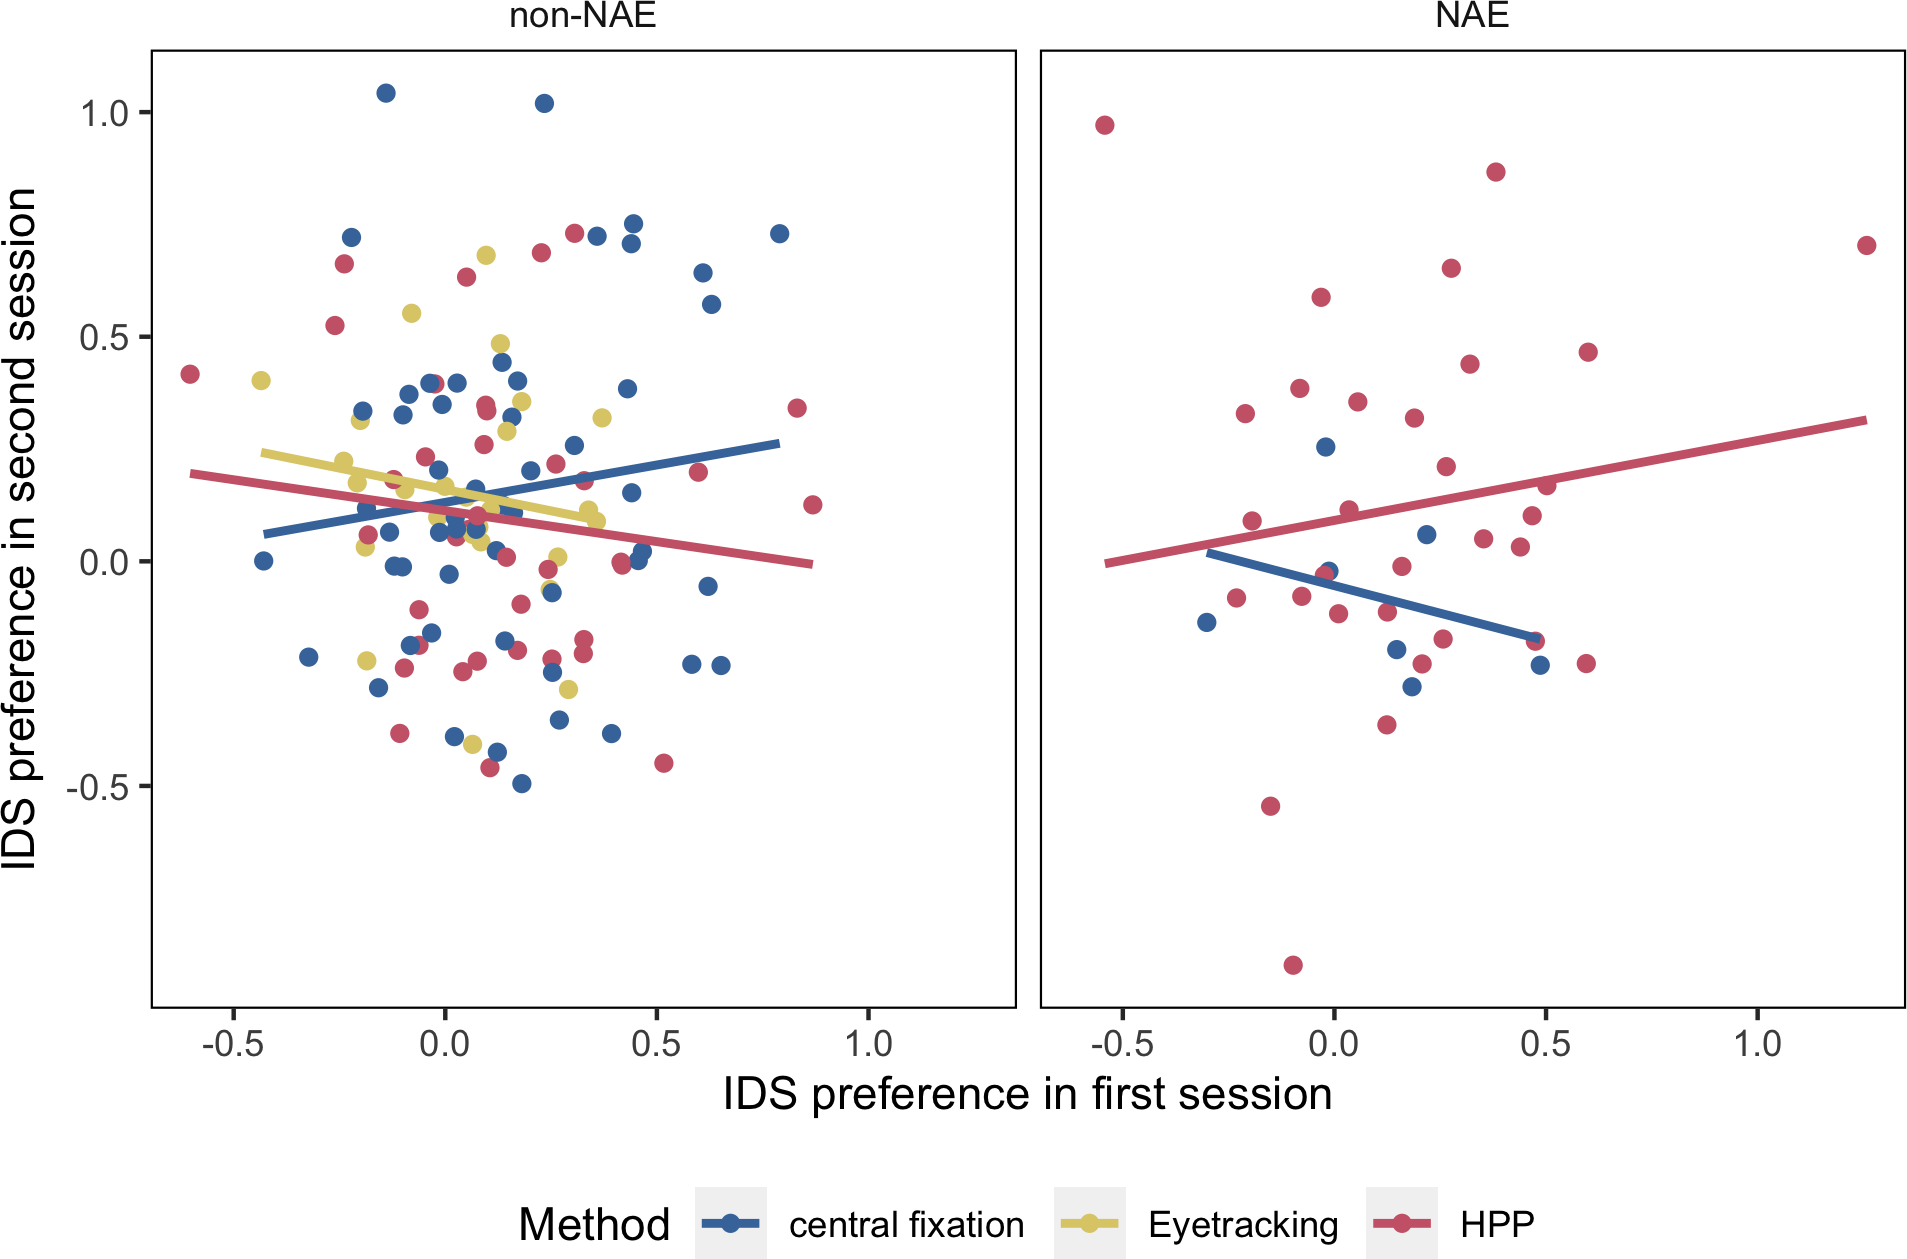 non-NAE NAE
IDS preference in second session
1.0
0.5
0.0
-0.5
-0.5 0.0 0.5 1.0 -0.5 0.0 0.5 1.0
IDS preference in first session
Method central fixation Eyetracking HPP